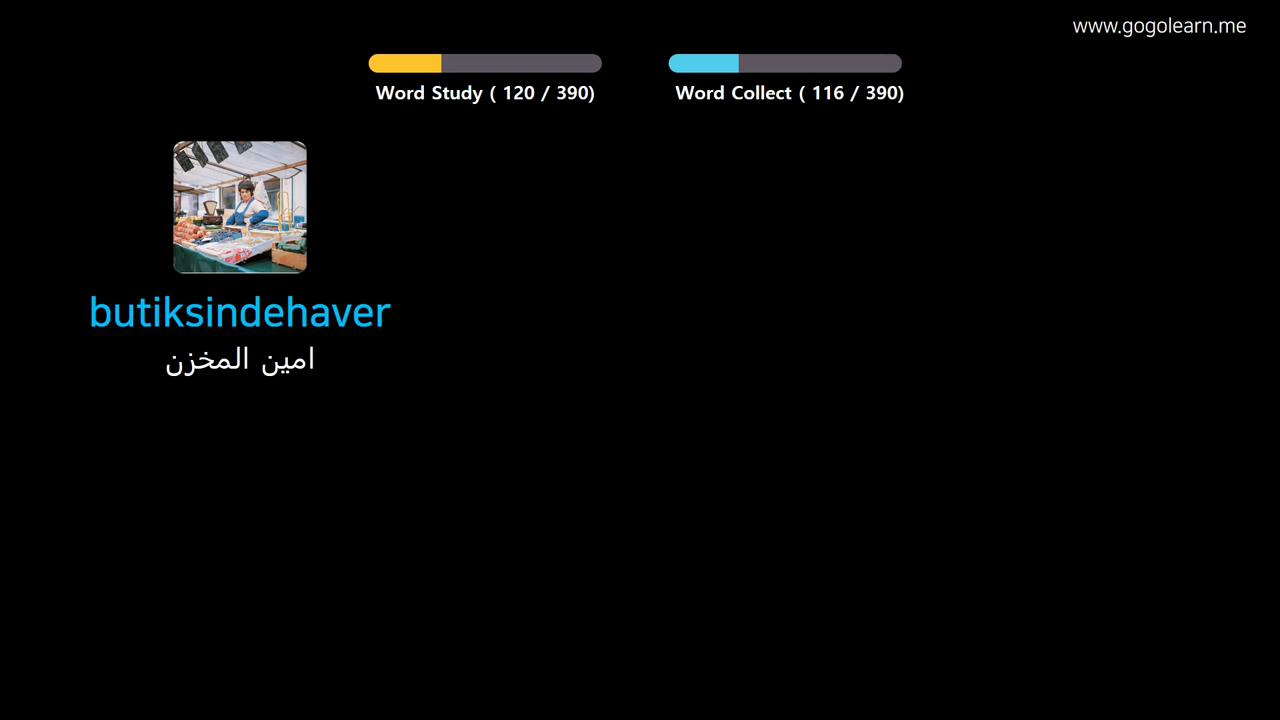 www.gogolearn.me
Word Study ( 120 / 390)
Word Collect ( 116 / 390)
butiksindehaver
امين المخزن